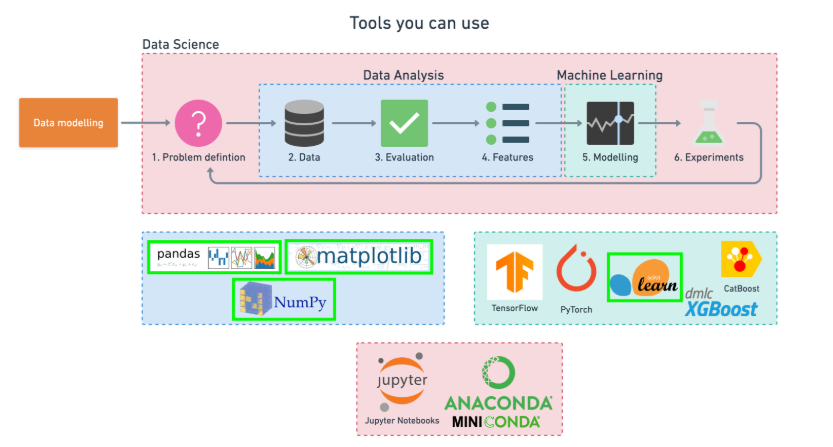 Tools you can use
Data Science
Data Analysis
Machine Learning
Data modelling
?
1. Problem defintion
2. Data
3. Evaluation
4. Features
5. Modelling
6. Experiments
pandas
matplotlib
NumPy
TensorFlow
PyTorch
learn
CatBoost
dmlc
XGBoost
jupyter
Jupyter Notebooks
ANACONDA
MINICONDA